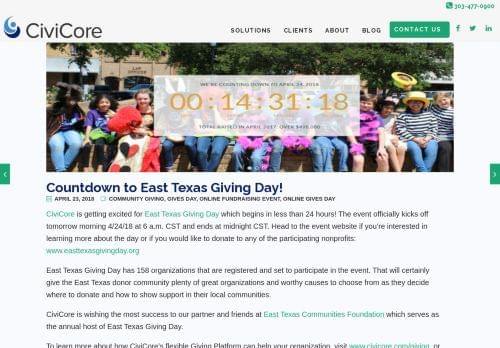 303-477-0900
CiviCore
SOLUTIONS CLIENTS ABOUT BLOG CONTACT US
WE'RE COUNTING DOWN TO APRIL 24, 2018
00:14:31:18
TOTAL RAISED IN APRIL 2017: OVER $420,000
Countdown to East Texas Giving Day!
APRIL 23, 2018 COMMUNITY GIVING, GIVES DAY, ONLINE FUNDRAISING EVENT, ONLINE GIVES DAY
CiviCore is getting excited for East Texas Giving Day which begins in less than 24 hours! The event officially kicks off
tomorrow morning 4/24/18 at 6 a.m. CST and ends at midnight CST. Head to the event website if you're interested in
learning more about the day or if you would like to donate to any of the participating nonprofits:
www.easttexasgivingday.org
East Texas Giving Day has 158 organizations that are registered and set to participate in the event. That will certainly
give the East Texas donor community plenty of great organizations and worthy causes to choose from as they decide
where to donate and how to show support in their local communities.
CiviCore is wishing the most success to our partner and friends at East Texas Communities Foundation which serves as
the annual host of East Texas Giving Day.
To learn more about how CiviCore's flexible Giving Platform can help your organization, visit www.civicore.com/giving, or